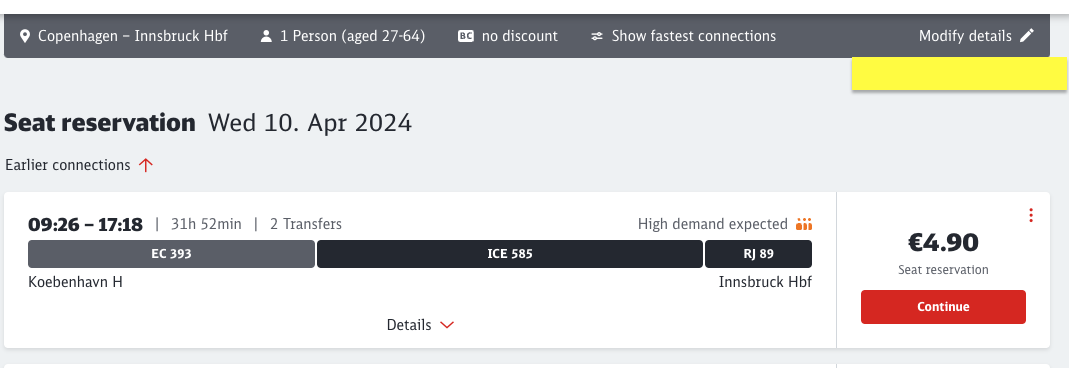 Copenhagen – Innsbruck Hbf 1 Person (aged 27-64) BC no discount Show fastest connections Modify details
Seat reservation Wed 10. Apr 2024
Earlier connections
09:26 – 17:18 | 31h 52min | 2 Transfers High demand expected
EC 393 ICE 585 RJ 89
Koebenhavn H Innsbruck Hbf
Details
€4.90
Seat reservation
Continue